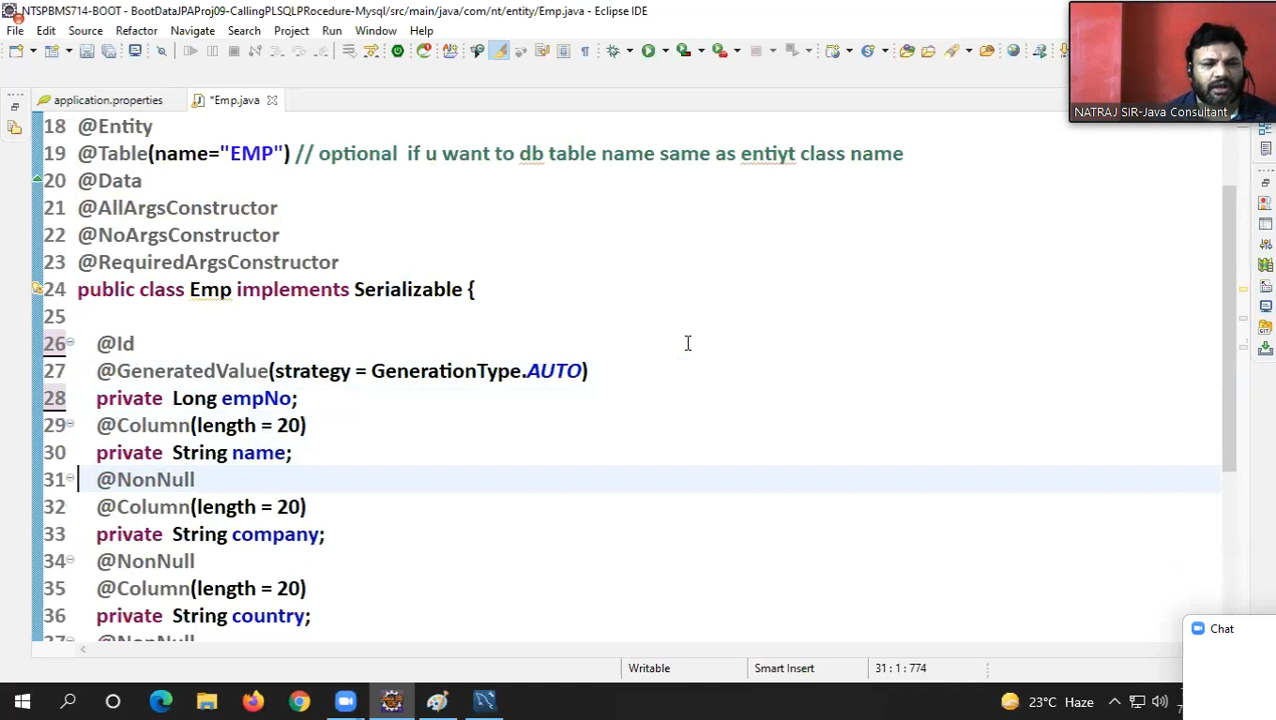 NTSPBMS714-BOOT - BootDataJPAProj09-CallingPLSQLPRocedure-Mysql/src/main/java/com/nt/entity/Emp.java - Eclipse IDE
File Edit Source Refactor Navigate Search Project Run Window Help
application.properties *Emp.java
NATRAJ SIR-Java Consultant
18 @Entity
19 @Table(name="EMP") // optional if u want to db table name same as entiyt class name
20 @Data
21 @AllArgsConstructor
22 @NoArgsConstructor
23 @RequiredArgsConstructor
24 public class Emp implements Serializable {
25
26 @Id
27 @GeneratedValue(strategy = GenerationType.AUTO)
28 private Long empNo;
29 @Column(length = 20)
30 private String name;
31 @NonNull
32 @Column(length = 20)
33 private String company;
34 @NonNull
35 @Column(length = 20)
36 private String country;
37 @NonNull
Writable Smart Insert 31 : 1 : 774
Chat
23°C Haze